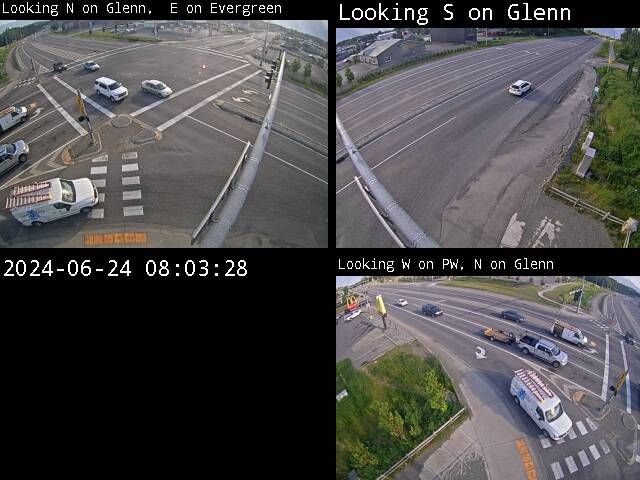 Looking N on Glenn,  E on Evergreen
Looking S on Glenn
2024-06-24 08:03:28
Looking W on PW, N on Glenn